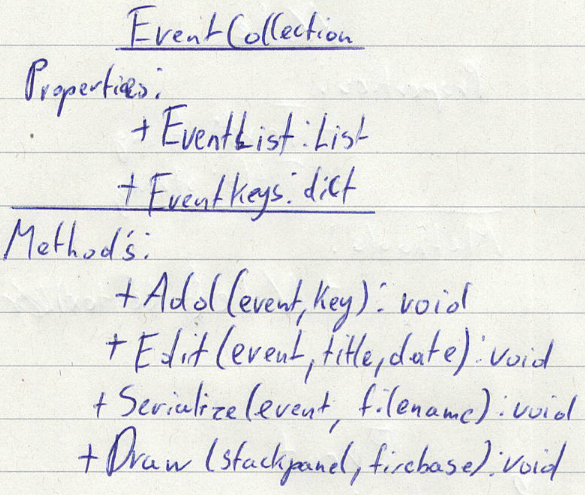 EventCollection
Properties:
+ EventList: List
+ Eventkeys: dict
Method's:
+ Add (event, key): void
+ Edit (event, title, date): void
+ Serialize (event, filename): void
+ Draw (stackpanel, firebase): void